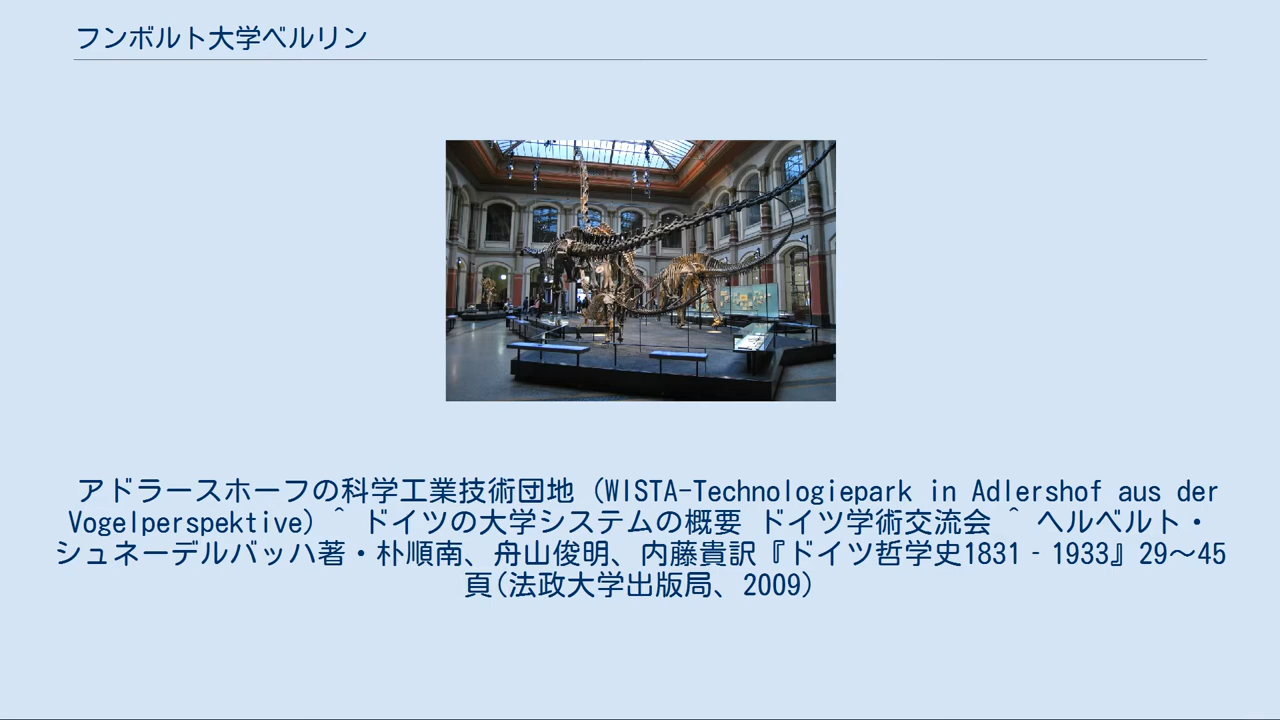 フンボルト大学ベルリン
アドラースホーフの科学工業技術団地 (WISTA-Technologiepark in Adlershof aus der
Vogelperspektive) ^ ドイツの大学システムの概要 ドイツ学術交流会 ^ ヘルベルト・
シュネーデルバッハ著・朴順南、舟山俊明、内藤貴訳『ドイツ哲学史1831‐1933』29〜45
頁(法政大学出版局、2009)